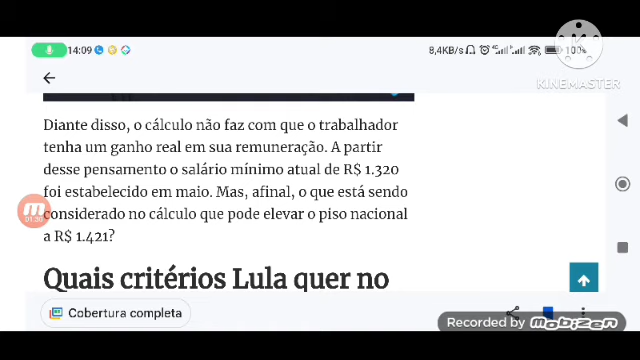 14:09
8,4KB/s
100%
KINEMASTER
Diante disso, o cálculo não faz com que o trabalhador
tenha um ganho real em sua remuneração. A partir
desse pensamento o salário mínimo atual de R$ 1.320
foi estabelecido em maio. Mas, afinal, o que está sendo
considerado no cálculo que pode elevar o piso nacional
a R$ 1.421?
1:30
Quais critérios Lula quer no
Cobertura completa
Recorded by mobizen